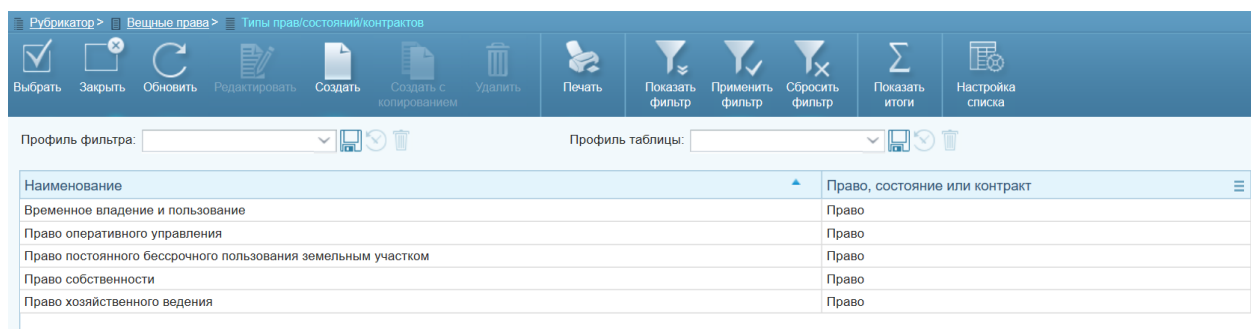 Рубрикатор > Вещные права > Типы прав/состояний/контрактов
Выбрать Закрыть Обновить Редактировать Создать Создать с копированием Удалить Печать Показать фильтр Применить фильтр Сбросить фильтр Показать итоги Настройка списка
Профиль фильтра: Профиль таблицы:
Наименование Право, состояние или контракт
Временное владение и пользование Право
Право оперативного управления Право
Право постоянного бессрочного пользования земельным участком Право
Право собственности Право
Право хозяйственного ведения Право